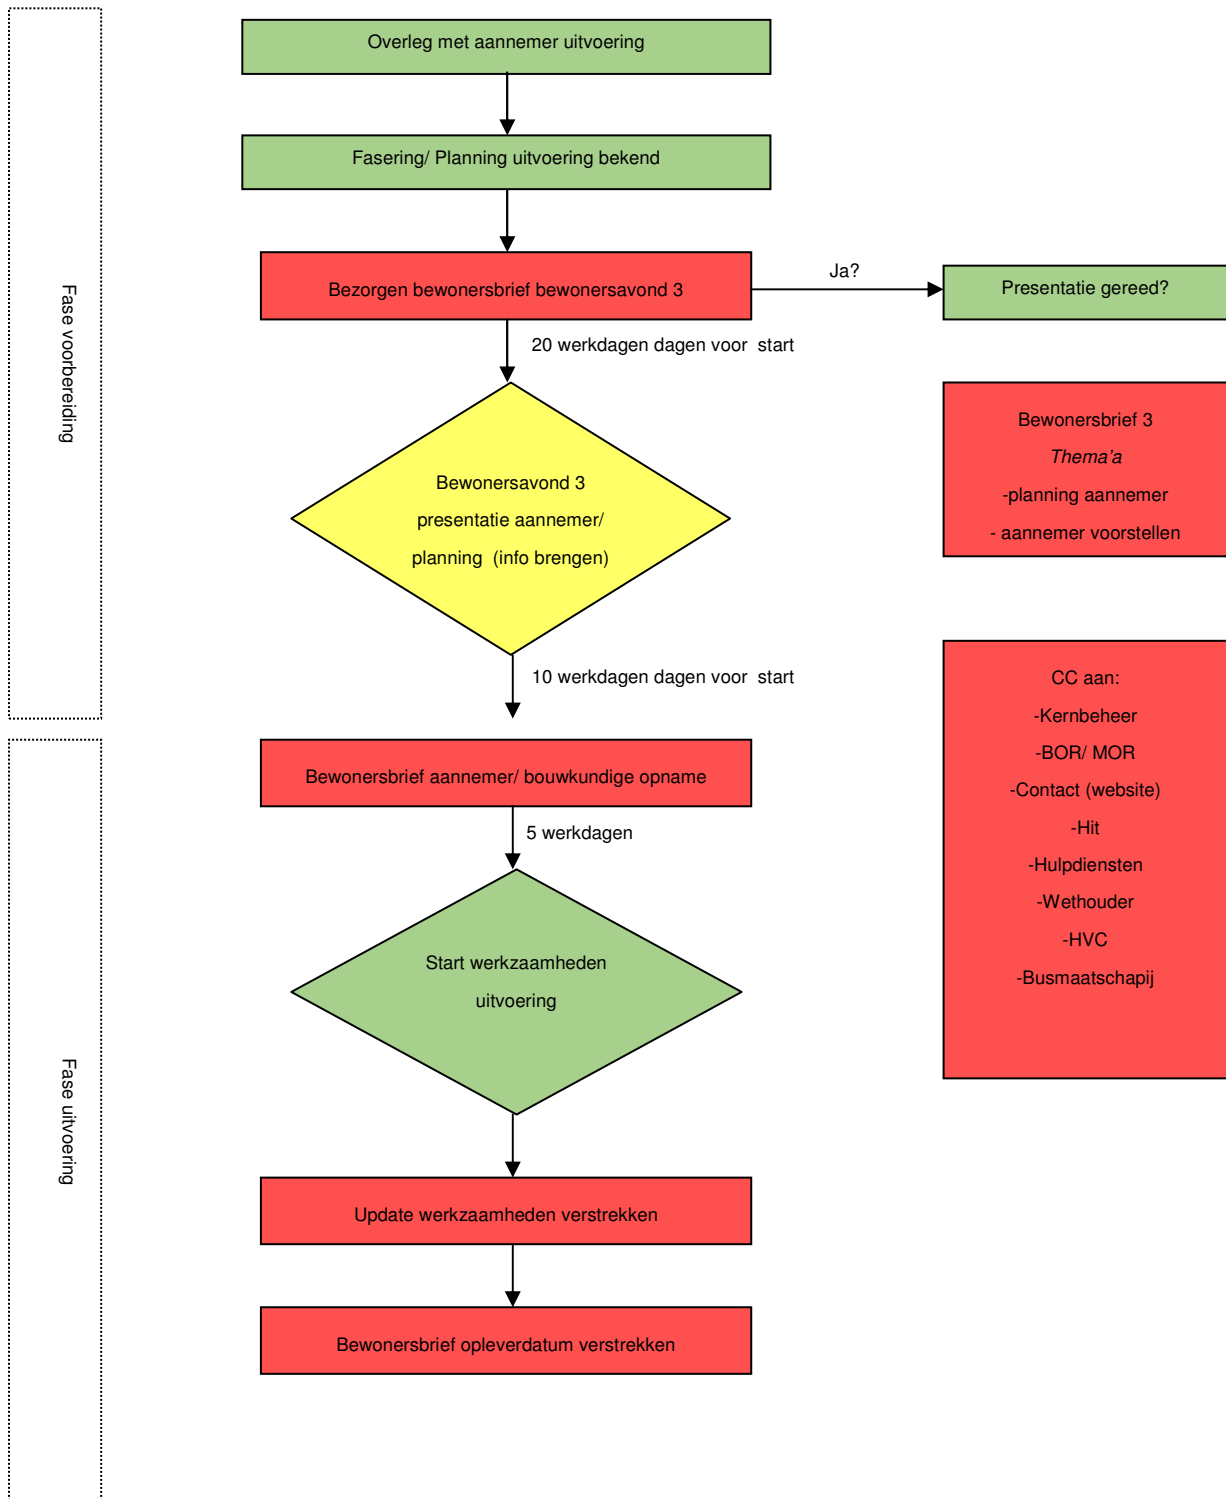 Overleg met aannemer uitvoering
Fasering/ Planning uitvoering bekend
Fase voorbereiding
Bezorgen bewonersbrief bewonersavond 3
Ja?
Presentatie gereed?
20 werkdagen dagen voor  start
Bewonersavond 3
presentatie aannemer/
planning  (info brengen)
Bewonersbrief 3
Thema'a
-planning aannemer
- aannemer voorstellen
10 werkdagen dagen voor  start
CC aan:
-Kernbeheer
-BOR/ MOR
-Contact (website)
-Hit
-Hulpdiensten
-Wethouder
-HVC
-Busmaatschapij
Fase uitvoering
Bewonersbrief aannemer/ bouwkundige opname
5 werkdagen
Start werkzaamheden
uitvoering
Update werkzaamheden verstrekken
Bewonersbrief opleverdatum verstrekken